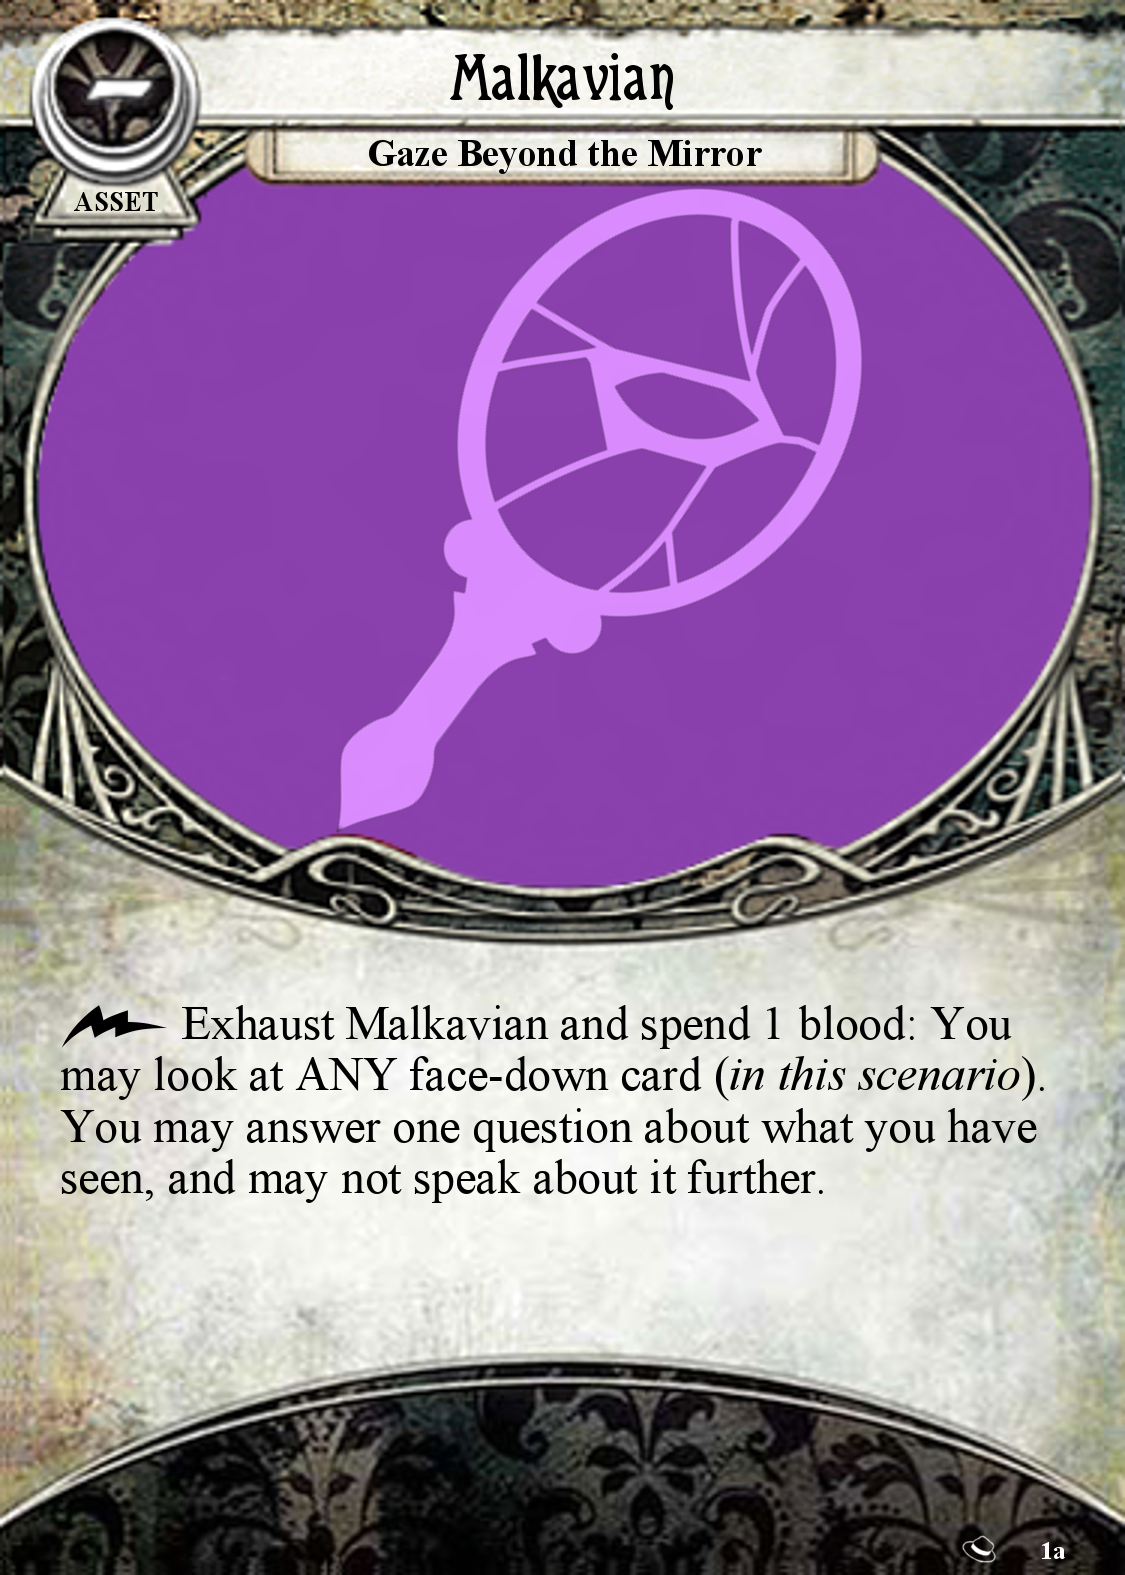 Malkavian
Gaze Beyond the Mirror
ASSET
Exhaust Malkavian and spend 1 blood: You
may look at ANY face-down card (in this scenario).
You may answer one question about what you have
seen, and may not speak about it further.
1a